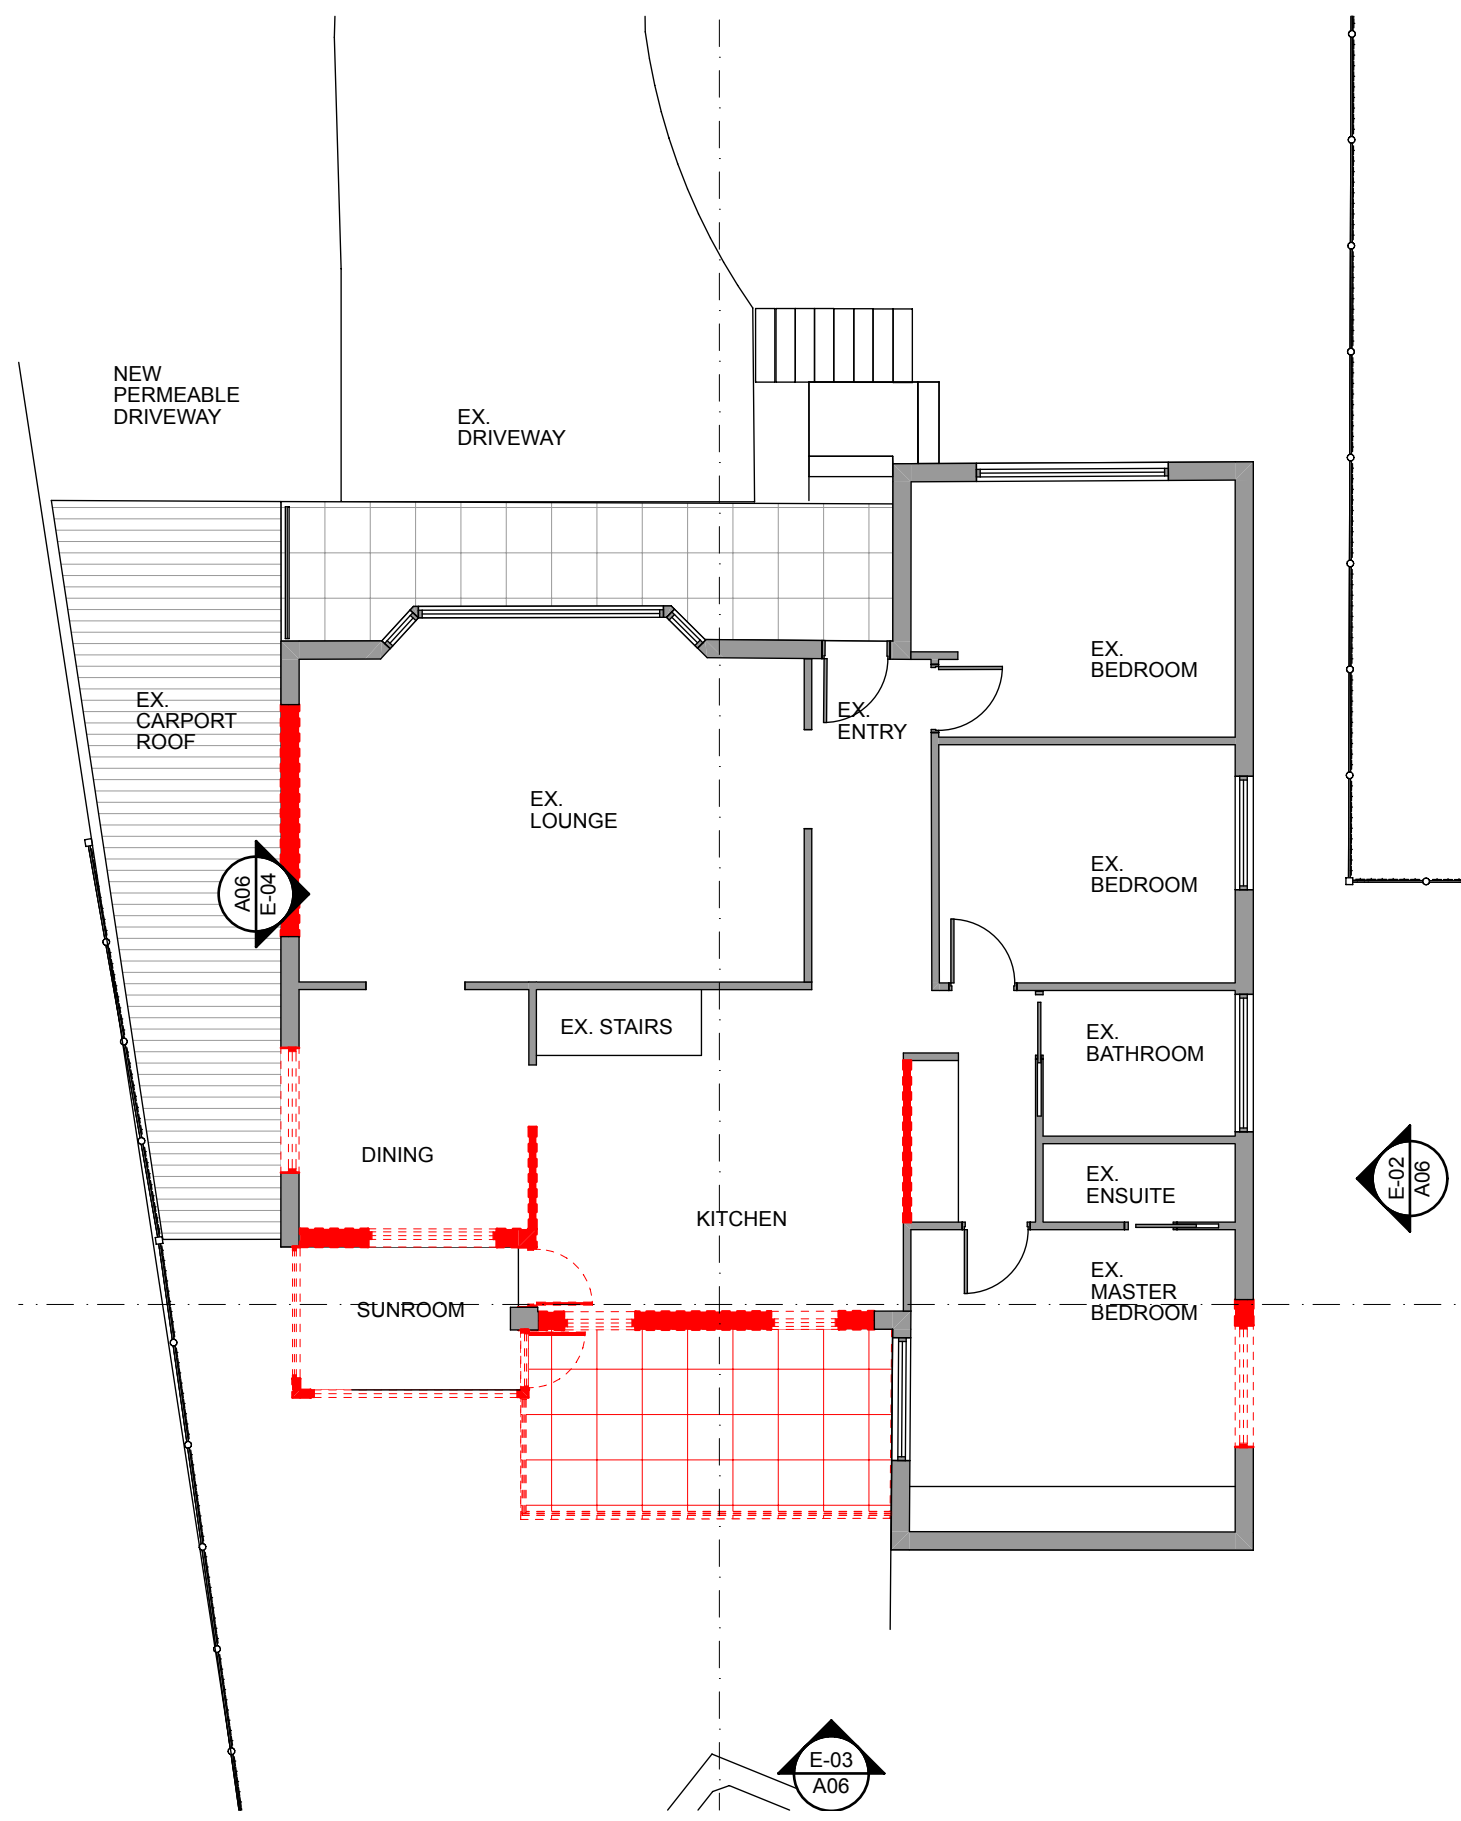 NEW
PERMEABLE
DRIVEWAY
EX.
DRIVEWAY
EX.
BEDROOM
EX.
CARPORT
ROOF
EX.
ENTRY
EX.
LOUNGE
EX.
BEDROOM
A06
E-04
EX. STAIRS
EX.
BATHROOM
DINING
EX.
ENSUITE
E-02
A06
KITCHEN
EX.
MASTER
BEDROOM
SUNROOM
E-03
A06